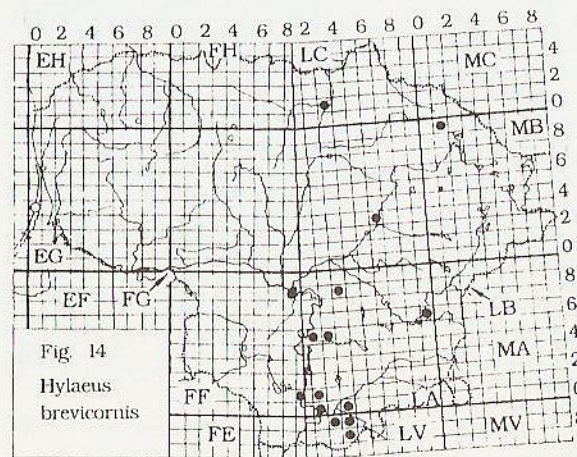 0 2 4 6 8 0 2 4 6 8 2 4 6 8 0 2 4 6 8
EH FH LC MC
4
2
0
MB
8
6
4
2
EG
0
EF FG
8
LB
6
Fig. 14
4
MA
Hylaeus
2
brevicornis
FF LA
0
FE LV MV
8